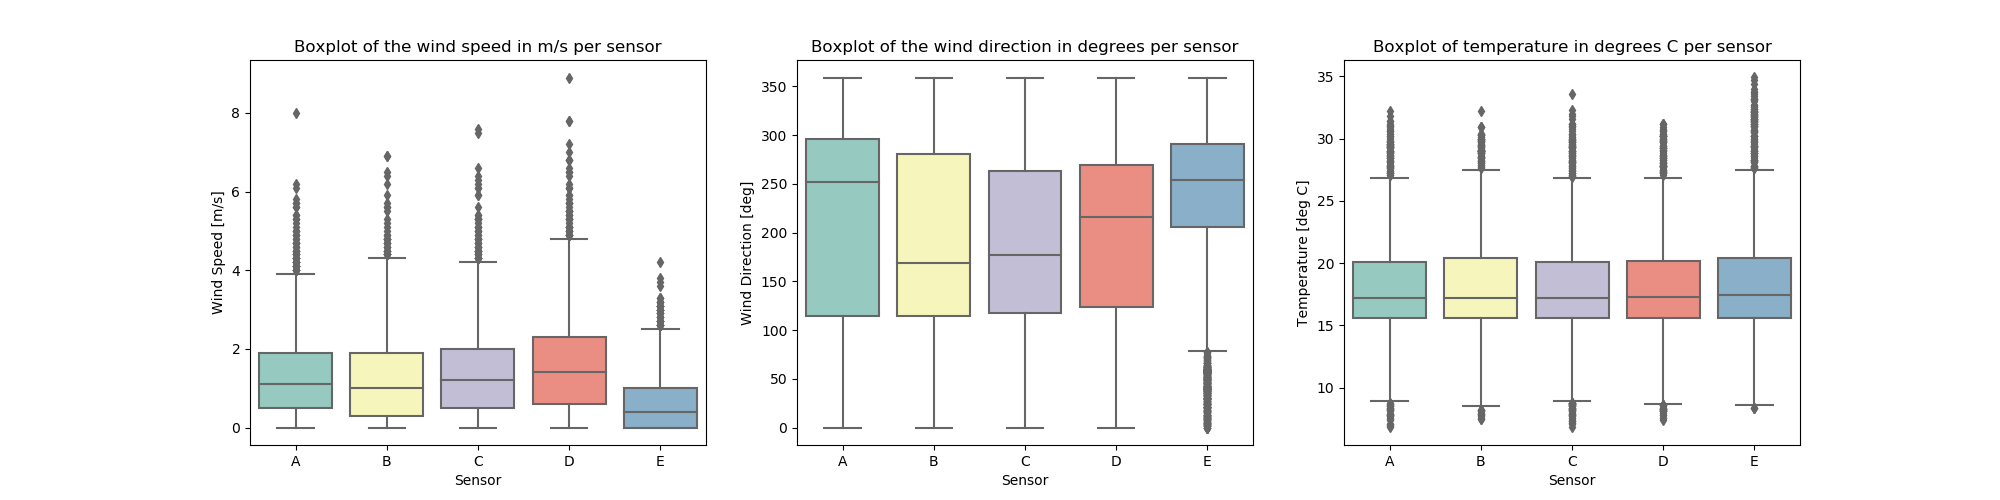 Boxplot of the wind speed in m/s per sensor
Wind Speed [m/s]
8
6
4
2
0
A B C D E
Sensor
Boxplot of the wind direction in degrees per sensor
Wind Direction [deg]
350
300
250
200
150
100
50
0
A B C D E
Sensor
Boxplot of temperature in degrees C per sensor
Temperature [deg C]
35
30
25
20
15
10
A B C D E
Sensor